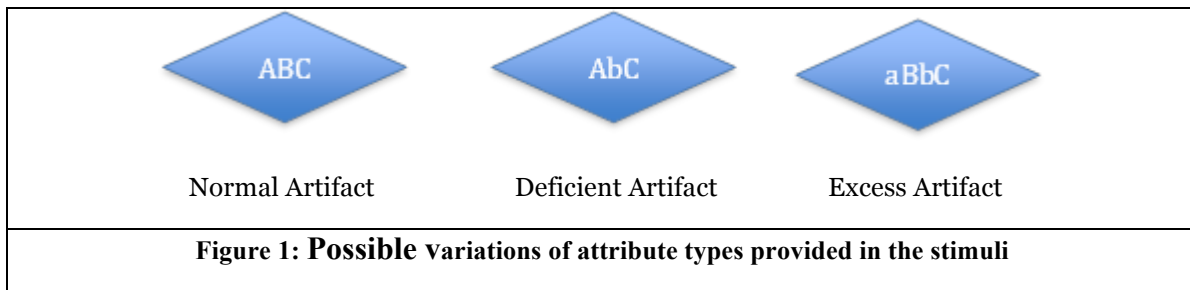 ABC AbC aBbC
Normal Artifact Deficient Artifact Excess Artifact
Figure 1: Possible variations of attribute types provided in the stimuli